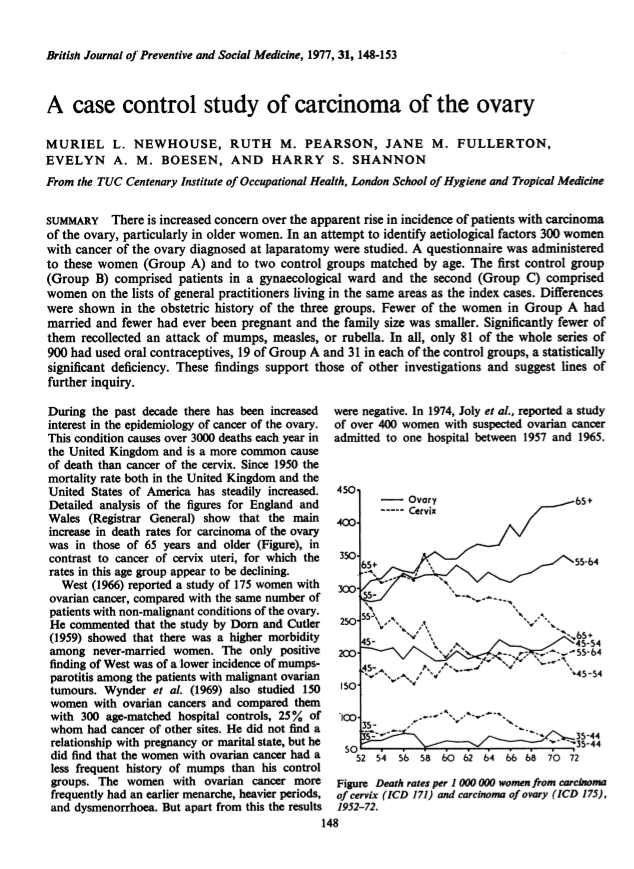 British Journal of Preventive and Social Medicine, 1977, 31, 148-153
A case control study of carcinoma of the ovary
MURIEL L. NEWHOUSE, RUTH M. PEARSON, JANE M. FULLERTON,
EVELYN A. M. BOESEN, AND HARRY S. SHANNON
From the TUC Centenary Institute of Occupational Health, London School of Hygiene and Tropical Medicine
SUMMARY There is increased concern over the apparent rise in incidence of patients with carcinoma
of the ovary, particularly in older women. In an attempt to identify aetiological factors 300 women
with cancer of the ovary diagnosed at laparatomy were studied. A questionnaire was administered
to these women (Group A) and to two control groups matched by age. The first control group
(Group B) comprised patients in a gynaecological ward and the second (Group C) comprised
women on the lists of general practitioners living in the same areas as the index cases. Differences
were shown in the obstetric history of the three groups. Fewer of the women in Group A had
married and fewer had ever been pregnant and the family size was smaller. Significantly fewer of
them recollected an attack of mumps, measles, or rubella. In all, only 81 of the whole series of
900 had used oral contraceptives, 19 of Group A and 31 in each of the control groups, a statistically
significant deficiency. These findings support those of other investigations and suggest lines of
further inquiry.
During the past decade there has been increased
interest in the epidemiology of cancer of the ovary.
This condition causes over 3000 deaths each year in
the United Kingdom and is a more common cause
of death than cancer of the cervix. Since 1950 the
mortality rate both in the United Kingdom and the
United States of America has steadily increased.
Detailed analysis of the figures for England and
Wales (Registrar General) show that the main
increase in death rates for carcinoma of the ovary
was in those of 65 years and older (Figure), in
contrast to cancer of cervix uteri, for which the
rates in this age group appear to be declining.
West (1966) reported a study of 175 women with
ovarian cancer, compared with the same number of
patients with non-malignant conditions of the ovary.
He commented that the study by Dorn and Cutler
(1959) showed that there was a higher morbidity
among never-married women. The only positive
finding of West was of a lower incidence of mumps-
parotitis among the patients with malignant ovarian
tumours. Wynder et al. (1969) also studied 150
women with ovarian cancers and compared them
with 300 age-matched hospital controls, 25% of
whom had cancer of other sites. He did not find a
relationship with pregnancy or marital state, but he
did find that the women with ovarian cancer had a
less frequent history of mumps than his control
groups. The women with ovarian cancer more
frequently had an earlier menarche, heavier periods,
and dysmenorrhoea. But apart from this the results
were negative. In 1974, Joly et al., reported a study
of over 400 women with suspected ovarian cancer
admitted to one hospital between 1957 and 1965.
450
400
350
300
250
200
150
100
50
Ovary
Cervix
65+
55-64
65+
45-54
55-64
45-54
35-44
35-44
65+
55-
55-
45-
45-
35-
35-
52 54 56 58 60 62 64 66 68 70 72
Figure Death rates per 1 000 000 women from carcinoma
of cervix (ICD 171) and carcinoma of ovary (ICD 175),
1952-72.
148